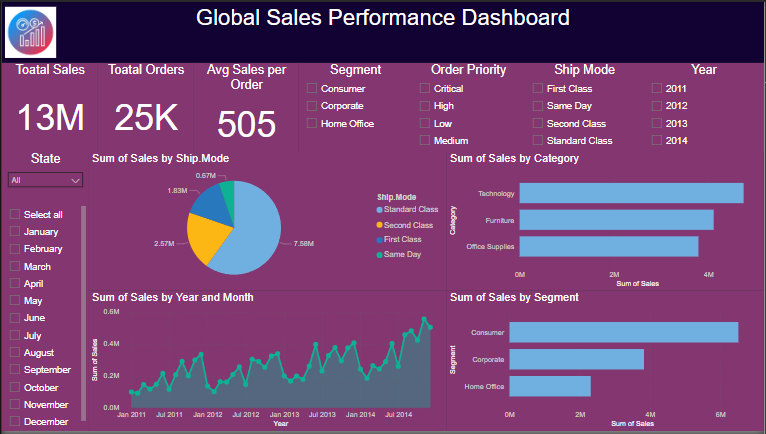 Global Sales Performance Dashboard
Toatal Sales
13M
Toatal Orders
25K
Avg Sales per
Order
505
Segment
Consumer
Corporate
Home Office
Order Priority
Critical
High
Low
Medium
Ship Mode
First Class
Same Day
Second Class
Standard Class
Year
2011
2012
2013
2014
State
All
Select all
January
February
March
April
May
June
July
August
September
October
November
December
Sum of Sales by Ship.Mode
0.67M
1.83M
2.57M
7.58M
Ship.Mode
Standard Class
Second Class
First Class
Same Day
Sum of Sales by Category
Category
Technology
Furniture
Office Supplies
0M 2M 4M
Sum of Sales
Sum of Sales by Year and Month
Sum of Sales
0.6M
0.4M
0.2M
0.0M
Jan 2011 Jul 2011 Jan 2012 Jul 2012 Jan 2013 Jul 2013 Jan 2014 Jul 2014
Year
Sum of Sales by Segment
Segment
Consumer
Corporate
Home Office
0M 2M 4M 6M
Sum of Sales